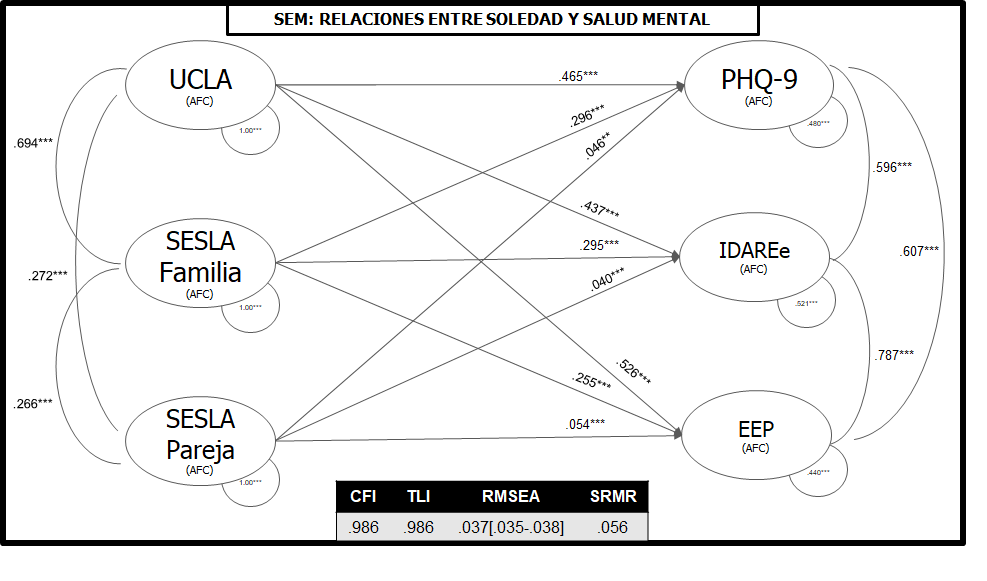 SEM: RELACIONES ENTRE SOLEDAD Y SALUD MENTAL
UCLA
(AFC)
1.00***
PHQ-9
(AFC)
.480***
.465***
.296***
.046**
.694***
.596***
SESLA
Familia
(AFC)
1.00***
.437***
.295***
.040***
IDAREe
(AFC)
.521***
.607***
.272***
.266***
.526***
.255***
.054***
.787***
SESLA
Pareja
(AFC)
1.00***
EEP
(AFC)
.440***
CFI TLI RMSEA SRMR
.986 .986 .037[.035-.038] .056